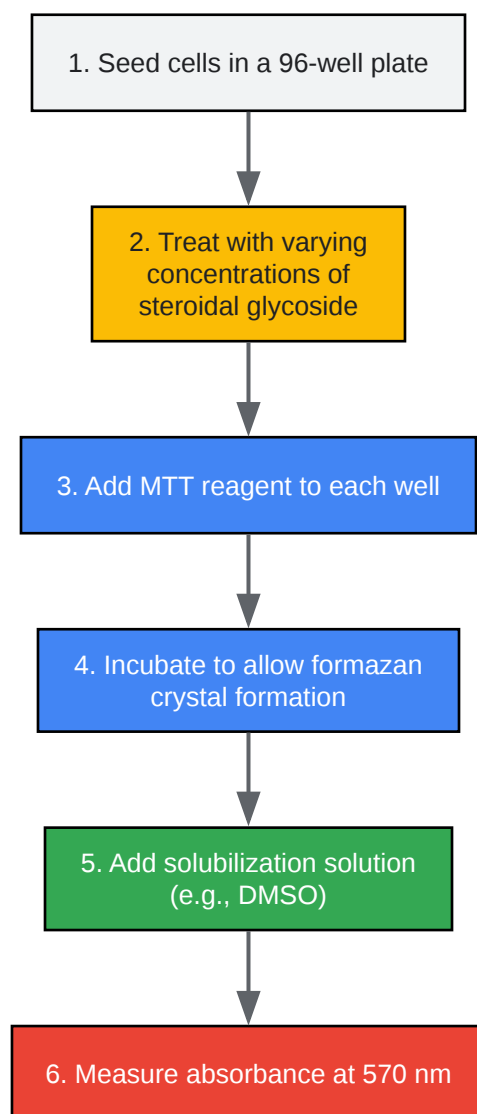 1. Seed cells in a 96-well plate
2. Treat with varying
concentrations of
steroidal glycoside
3. Add MTT reagent to each well
4. Incubate to allow formazan
crystal formation
5. Add solubilization solution
(e.g., DMSO)
6. Measure absorbance at 570 nm